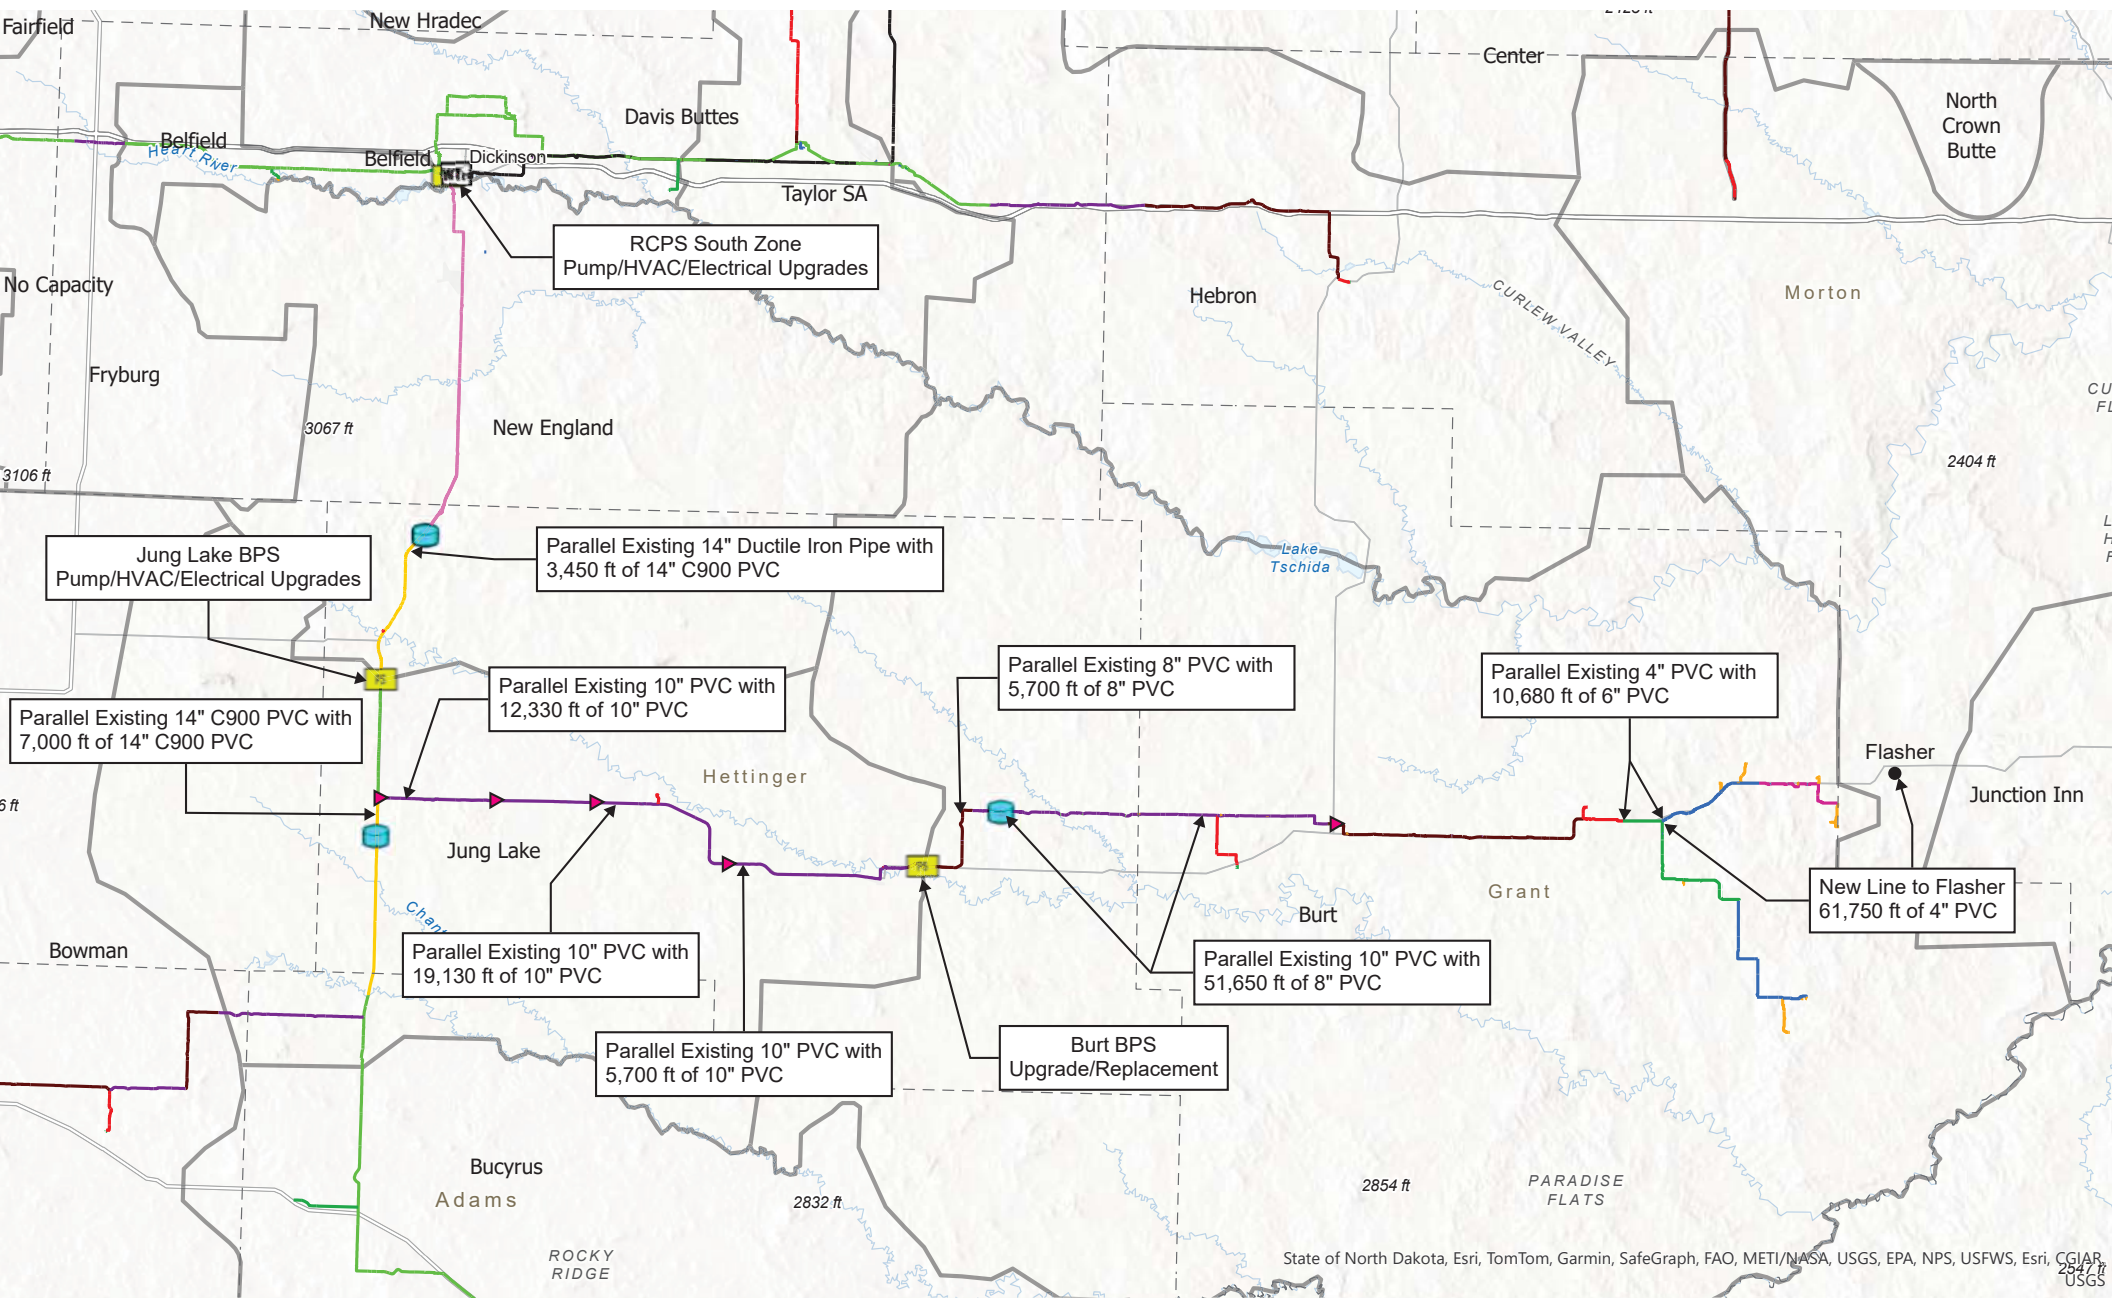 Fairfield
New Hradec
Center
Davis Buttes
North
Crown
Butte
Belfield
Heart River
Belfield
Dickinson
Taylor SA
RCPS South Zone
Pump/HVAC/Electrical Upgrades
No Capacity
Hebron
CURLEW VALLEY
Morton
Fryburg
3067 ft
New England
3106 ft
2404 ft
Jung Lake BPS
Pump/HVAC/Electrical Upgrades
Parallel Existing 14" Ductile Iron Pipe with
3,450 ft of 14" C900 PVC
Lake
Tschida
PS
Parallel Existing 10" PVC with
12,330 ft of 10" PVC
Parallel Existing 8" PVC with
5,700 ft of 8" PVC
Parallel Existing 4" PVC with
10,680 ft of 6" PVC
Parallel Existing 14" C900 PVC with
7,000 ft of 14" C900 PVC
Flasher
Hettinger
Junction Inn
Jung Lake
PS
New Line to Flasher
61,750 ft of 4" PVC
Grant
Burt
Bowman
Parallel Existing 10" PVC with
19,130 ft of 10" PVC
Parallel Existing 10" PVC with
51,650 ft of 8" PVC
Parallel Existing 10" PVC with
5,700 ft of 10" PVC
Burt BPS
Upgrade/Replacement
Bucyrus
Adams
2832 ft
2854 ft
PARADISE
FLATS
ROCKY
RIDGE
State of North Dakota, Esri, TomTom, Garmin, SafeGraph, FAO, METI/NASA, USGS, EPA, NPS, USFWS, Esri, CGIAR,
USGS
2547 ft